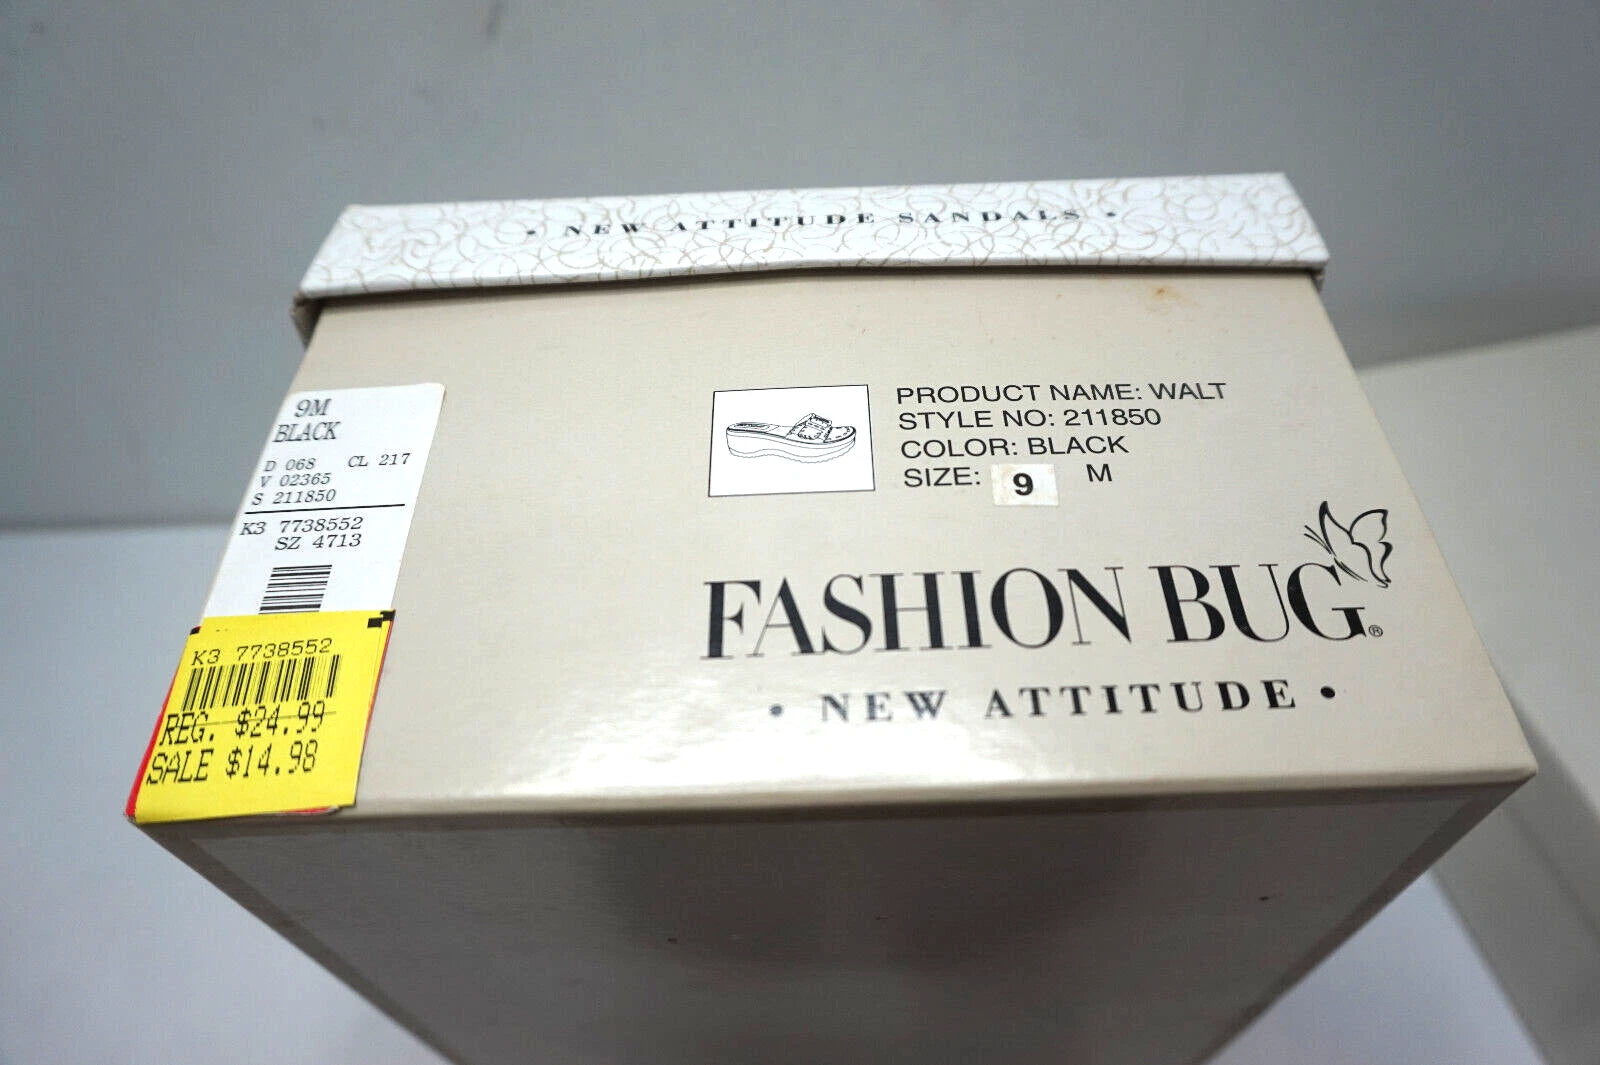 • NEW ATTITUDE SANDALS •
9M
BLACK
D 068 CL 217
V 02365
S 211850
K3 7738552
SZ 4713
K3 7738552
REG. $24.99
SALE $14.98
PRODUCT NAME: WALT
STYLE NO: 211850
COLOR: BLACK
SIZE: 9 M
FASHION BUG®
• NEW ATTITUDE •